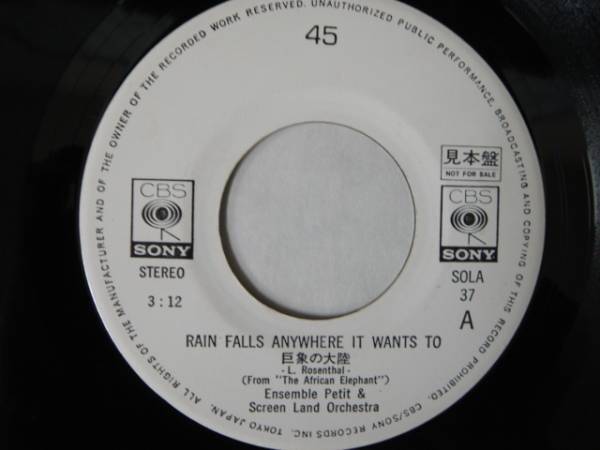 ALL RIGHTS OF THE MANUFACTURER AND OF THE OWNER OF THE RECORDED WORK RESERVED. UNAUTHORIZED PUBLIC PERFORMANCE, BROADCASTING AND COPYING OF THIS RECORD PROHIBITED. CBS/SONY RECORDS INC. TOKYO JAPAN.
45
見本盤
NOT FOR SALE
CBS
SONY
STEREO
3:12
CBS
SONY
SOLA
37
A
RAIN FALLS ANYWHERE IT WANTS TO
巨象の大陸
- L. Rosenthal -
(From "The African Elephant")
Ensemble Petit &
Screen Land Orchestra